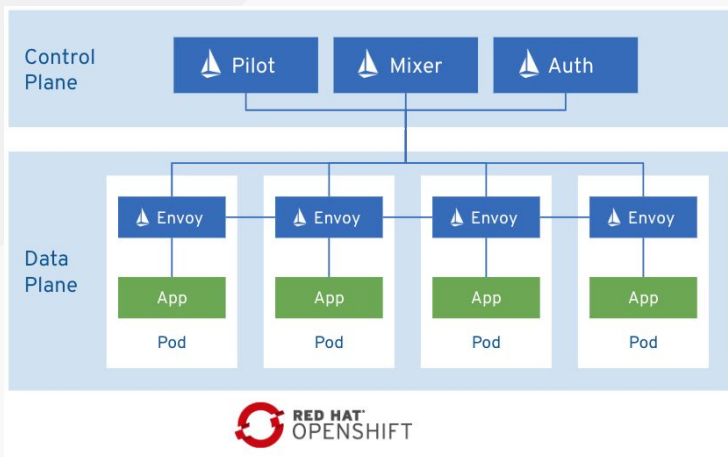 Control
Plane
Pilot
Mixer
Auth
Data
Plane
Envoy
Envoy
Envoy
Envoy
App
App
App
App
Pod
Pod
Pod
Pod
RED HAT
OPENSHIFT